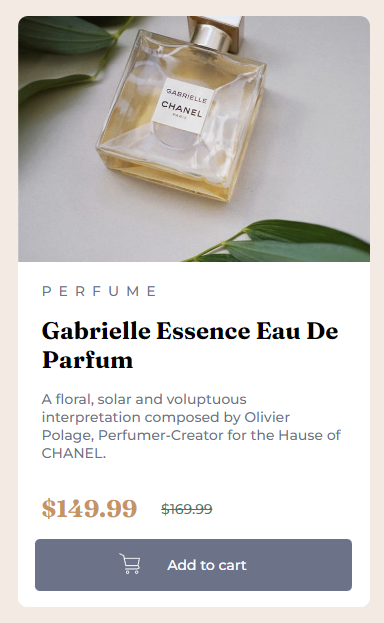 GABRIELLE
CHANEL
PARIS
PERFUME
Gabrielle Essence Eau De
Parfum
A floral, solar and voluptuous
interpretation composed by Olivier
Polage, Perfumer-Creator for the Hause of
CHANEL.
$149.99 $169.99
Add to cart